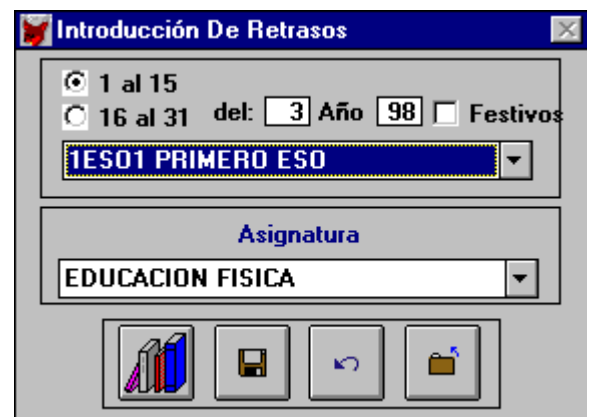 Introducción De Retrasos
1 al 15
16 al 31 del: 3 Año 98 Festivos
1ESO1 PRIMERO ESO
Asignatura
EDUCACION FISICA